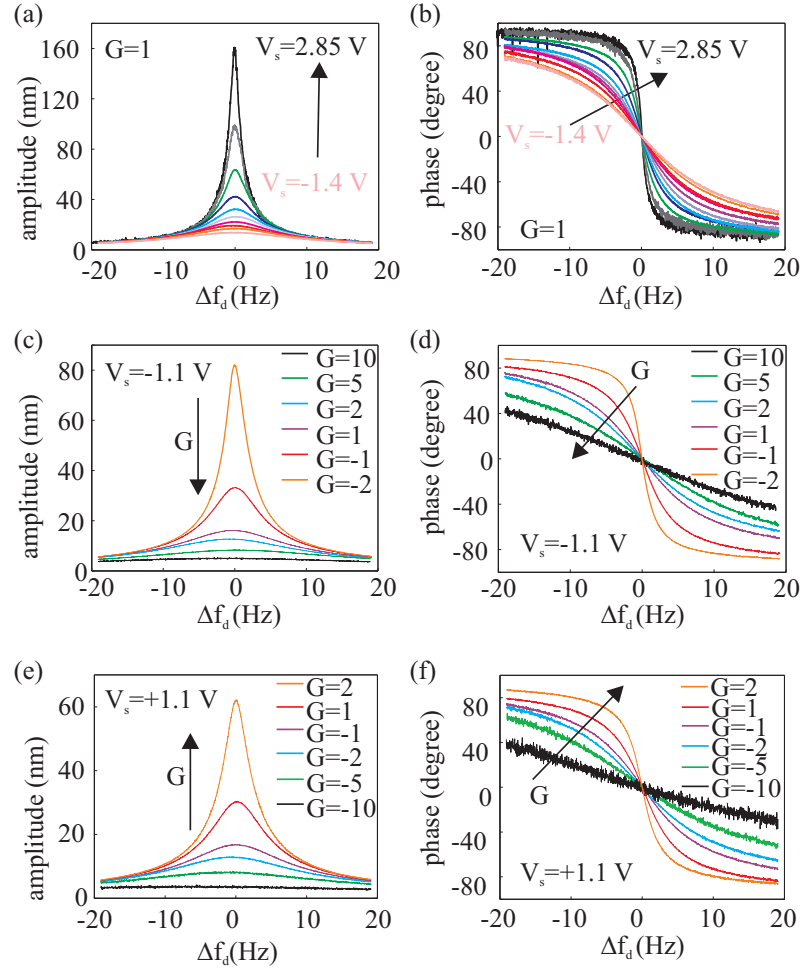 (a)
G=1
V_s=2.85 V
V_s=-1.4 V
160
120
80
40
0
amplitude (nm)
-20 -10 0 10 20
Δf_d(Hz)
(b)
V_s=2.85 V
V_s=-1.4 V
G=1
80
40
0
-40
-80
phase (degree)
-20 -10 0 10 20
Δf_d(Hz)
(c)
V_s=-1.1 V
G
G=10
G=5
G=2
G=1
G=-1
G=-2
80
60
40
20
0
amplitude (nm)
-20 -10 0 10 20
Δf_d(Hz)
(d)
G
G=10
G=5
G=2
G=1
G=-1
G=-2
V_s=-1.1 V
80
40
0
-40
-80
phase (degree)
-20 -10 0 10 20
Δf_d(Hz)
(e)
V_s=+1.1 V
G
G=2
G=1
G=-1
G=-2
G=-5
G=-10
60
40
20
0
amplitude (nm)
-20 -10 0 10 20
Δf_d(Hz)
(f)
G
G=2
G=1
G=-1
G=-2
G=-5
G=-10
V_s=+1.1 V
80
40
0
-40
-80
phase (degree)
-20 -10 0 10 20
Δf_d(Hz)